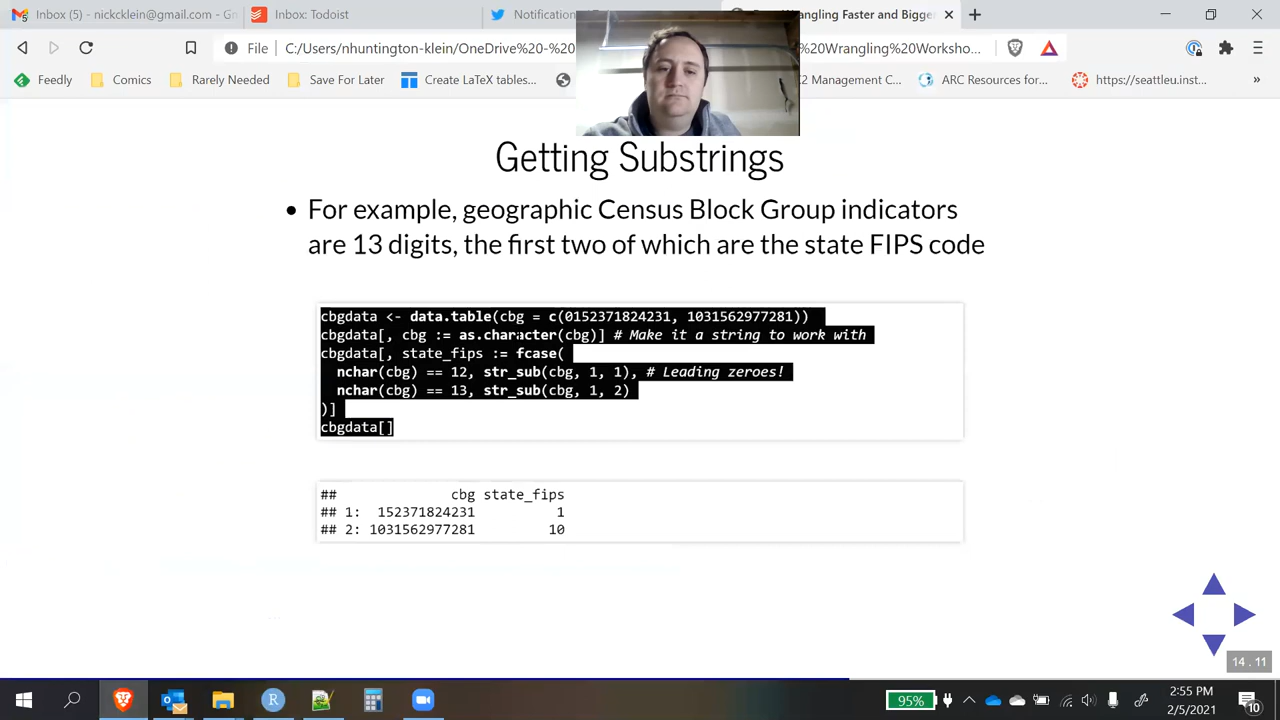 nickclein@gmail.com - Gr
Inbox Todoist
Notification
Wrangling Faster and Bigger
File
C:/Users/nhuntington-klein/OneDrive%20-%20
%20Wrangling%20Worksho...
Feedly
Comics
Rarely Needed
Save For Later
Create LaTeX tables...
2 Management C...
ARC Resources for...
https://seattleu.inst...
Getting Substrings
For example, geographic Census Block Group indicators
are 13 digits, the first two of which are the state FIPS code
cbgdata <- data.table(cbg = c(0152371824231, 1031562977281))
cbgdata[, cbg := as.character(cbg)] # Make it a string to work with
cbgdata[, state_fips := fcase(
nchar(cbg) == 12, str_sub(cbg, 1, 1), # Leading zeroes!
nchar(cbg) == 13, str_sub(cbg, 1, 2)
)]
cbgdata[]
## cbg state_fips
## 1: 152371824231 1
## 2: 1031562977281 10
14.11
95%
2:55 PM
2/5/2021
10